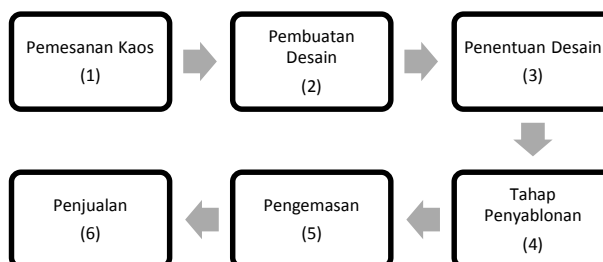 Pemesanan Kaos
(1)
Pembuatan
Desain
(2)
Penentuan Desain
(3)
Tahap
Penyablonan
(4)
Pengemasan
(5)
Penjualan
(6)